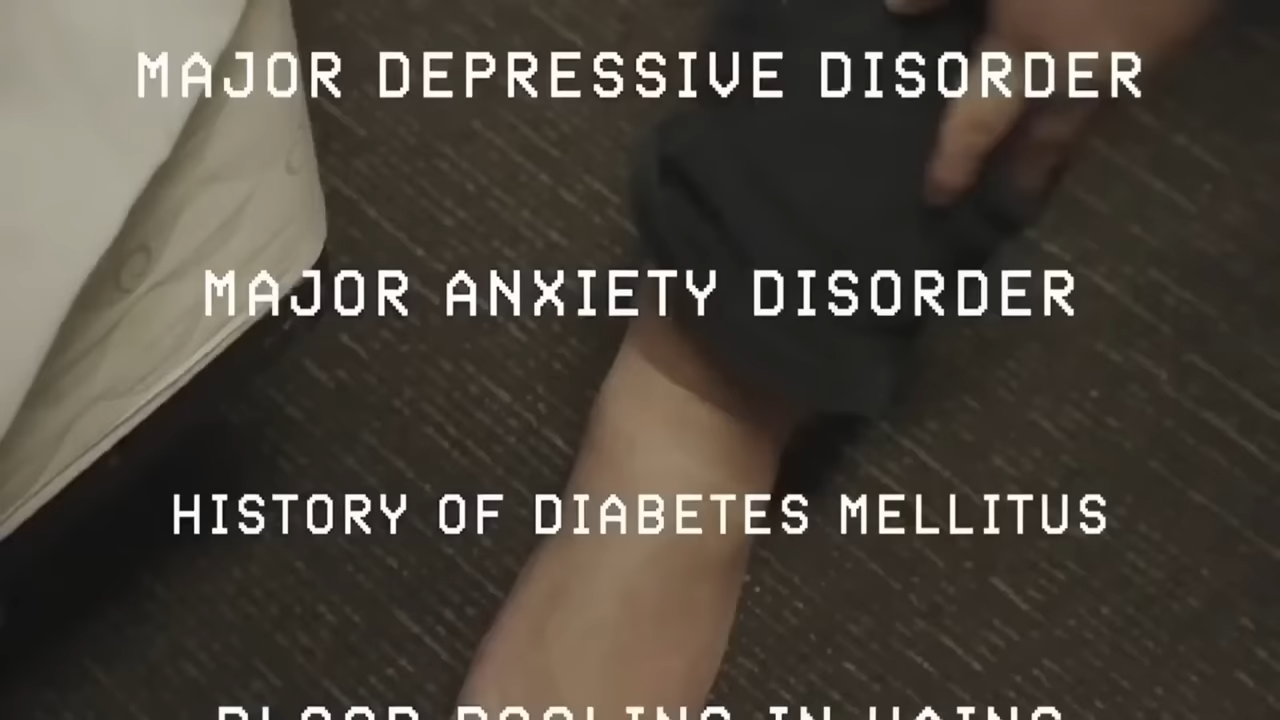 MAJOR DEPRESSIVE DISORDER
MAJOR ANXIETY DISORDER
HISTORY OF DIABETES MELLITUS